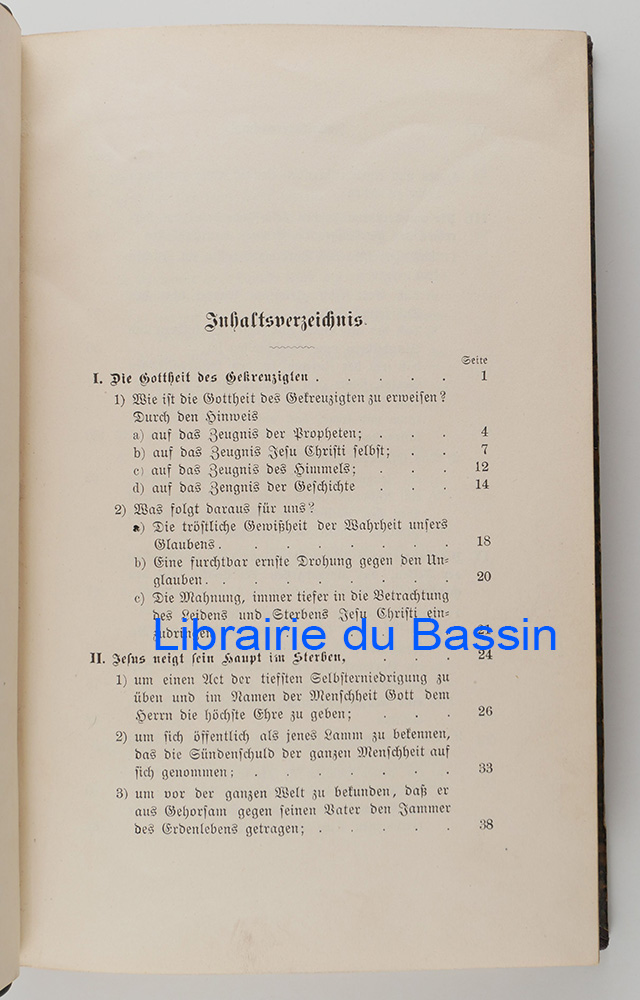 Inhaltsverzeichnis.
Seite
I. Die Gottheit des Gekreuzigten . . . . . 1
1) Wie ist die Gottheit des Gekreuzigten zu erweisen?
Durch den Hinweis
a) auf das Zeugnis der Propheten; . . . 4
b) auf das Zeugnis Jesu Christi selbst; . . 7
c) auf das Zeugnis des Himmels; . . . 12
d) auf das Zengnis der Geschichte . . . 14
2) Was folgt daraus für uns?
a) Die tröstliche Gewißheit der Wahrheit unsers
Glaubens . . . . . . . . 18
b) Eine furchtbar ernste Drohung gegen den Un-
glauben . . . . . . . . 20
c) Die Mahnung, immer tiefer in die Betrachtung
des Leidens und Sterbens Jesu Christi ein-
zudringen
Librairie du Bassin
II. Jesus neigt sein Haupt im Sterben, . . . 24
1) um einen Act der tiefsten Selbsterniedrigung zu
üben und im Namen der Menschheit Gott dem
Herrn die höchste Ehre zu geben; . . . 26
2) um sich öffentlich als jenes Lamm zu bekennen,
das die Sündenschuld der ganzen Menschheit auf
sich genommen; . . . . . . . 33
3) um vor der ganzen Welt zu bekunden, daß er
aus Gehorsam gegen seinen Vater den Jammer
des Erdenlebens getragen; . . . . . 38